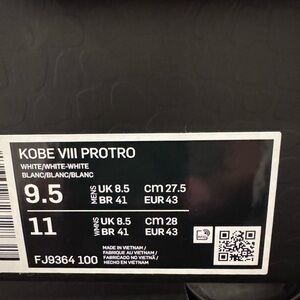 KOBE VIII PROTRO
WHITE/WHITE-WHITE
BLANC/BLANC/BLANC
9.5 MENS UK 8.5 CM 27.5
BR 41 EUR 43
11 WMNS UK 8.5 CM 28
BR 41 EUR 43
FJ9364 100
MADE IN VIETNAM /
FABRIQUE AU VIETNAM /
FABRICADO NO VIETNÃ /
HECHO EN VIETNAM